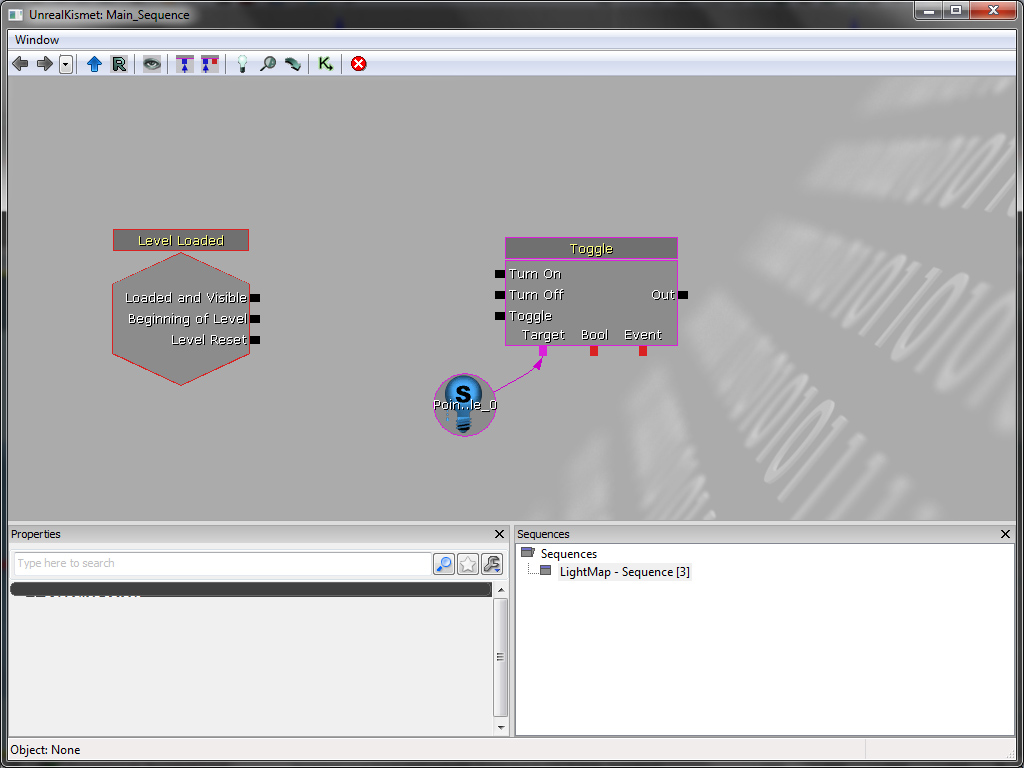 UnrealKismet: Main_Sequence
Window
R
K
Level Loaded
Loaded and Visible
Beginning of Level
Level Reset
Toggle
Turn On
Turn Off
Out
Toggle
Target Bool Event
S
Poin...le_0
Properties
Type here to search
Sequences
Sequences
LightMap - Sequence [3]
Object: None